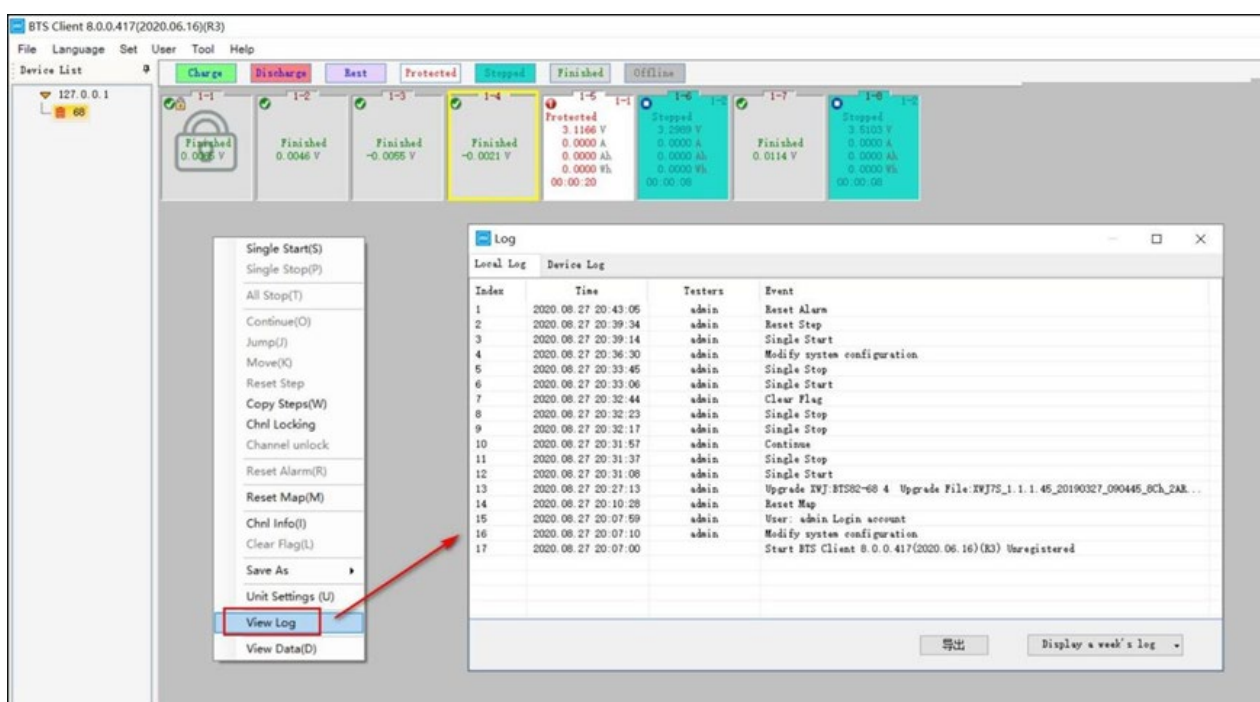 BTS Client 8.0.0.417(2020.06.16)(R3)
File Language Set User Tool Help
Device List
Charge Discharge Rest Protected Stopped Finished Offline
127.0.0.1
68
1-1
Finished
1-2
Finished
0.0046 V
1-3
Finished
-0.0055 V
1-4
Finished
-0.0021 V
1-5 1-1
Protected
3.1166 V
0.0000 A
0.0000 Ah
0.0000 Wh
00:00:20
1-6 1-2
Stopped
3.2989 V
0.0000 A
0.0000 Ah
0.0000 Wh
00:00:08
1-7
Finished
0.0114 V
1-8 1-2
Stopped
3.5103 V
0.0000 A
0.0000 Ah
0.0000 Wh
00:00:08
Single Start(S)
Single Stop(P)
All Stop(T)
Continue(O)
Jump(J)
Move(K)
Reset Step
Copy Steps(W)
Chnl Locking
Channel unlock
Reset Alarm(R)
Reset Map(M)
Chnl Info(I)
Clear Flag(L)
Save As
Unit Settings (U)
View Log
View Data(D)
Log
Local Log Device Log
Index Time Testers Event
1 2020.08.27 20:43:05 admin Reset Alarm
2 2020.08.27 20:39:34 admin Reset Step
3 2020.08.27 20:39:14 admin Single Start
4 2020.08.27 20:36:30 admin Modify system configuration
5 2020.08.27 20:33:45 admin Single Stop
6 2020.08.27 20:33:06 admin Single Start
7 2020.08.27 20:32:44 admin Clear Flag
8 2020.08.27 20:32:23 admin Single Stop
9 2020.08.27 20:32:17 admin Single Stop
10 2020.08.27 20:31:57 admin Continue
11 2020.08.27 20:31:37 admin Single Stop
12 2020.08.27 20:31:08 admin Single Start
13 2020.08.27 20:27:13 admin Upgrade XWJ:BTS82-68 4 Upgrade File:XWJ7S_1.1.1.45_20190327_090445_8Ch_2AR...
14 2020.08.27 20:10:28 admin Reset Map
15 2020.08.27 20:07:59 admin User: admin Login account
16 2020.08.27 20:07:10 admin Modify system configuration
17 2020.08.27 20:07:00 Start BTS Client 8.0.0.417(2020.06.16)(R3) Unregistered
导出 Display a week's log